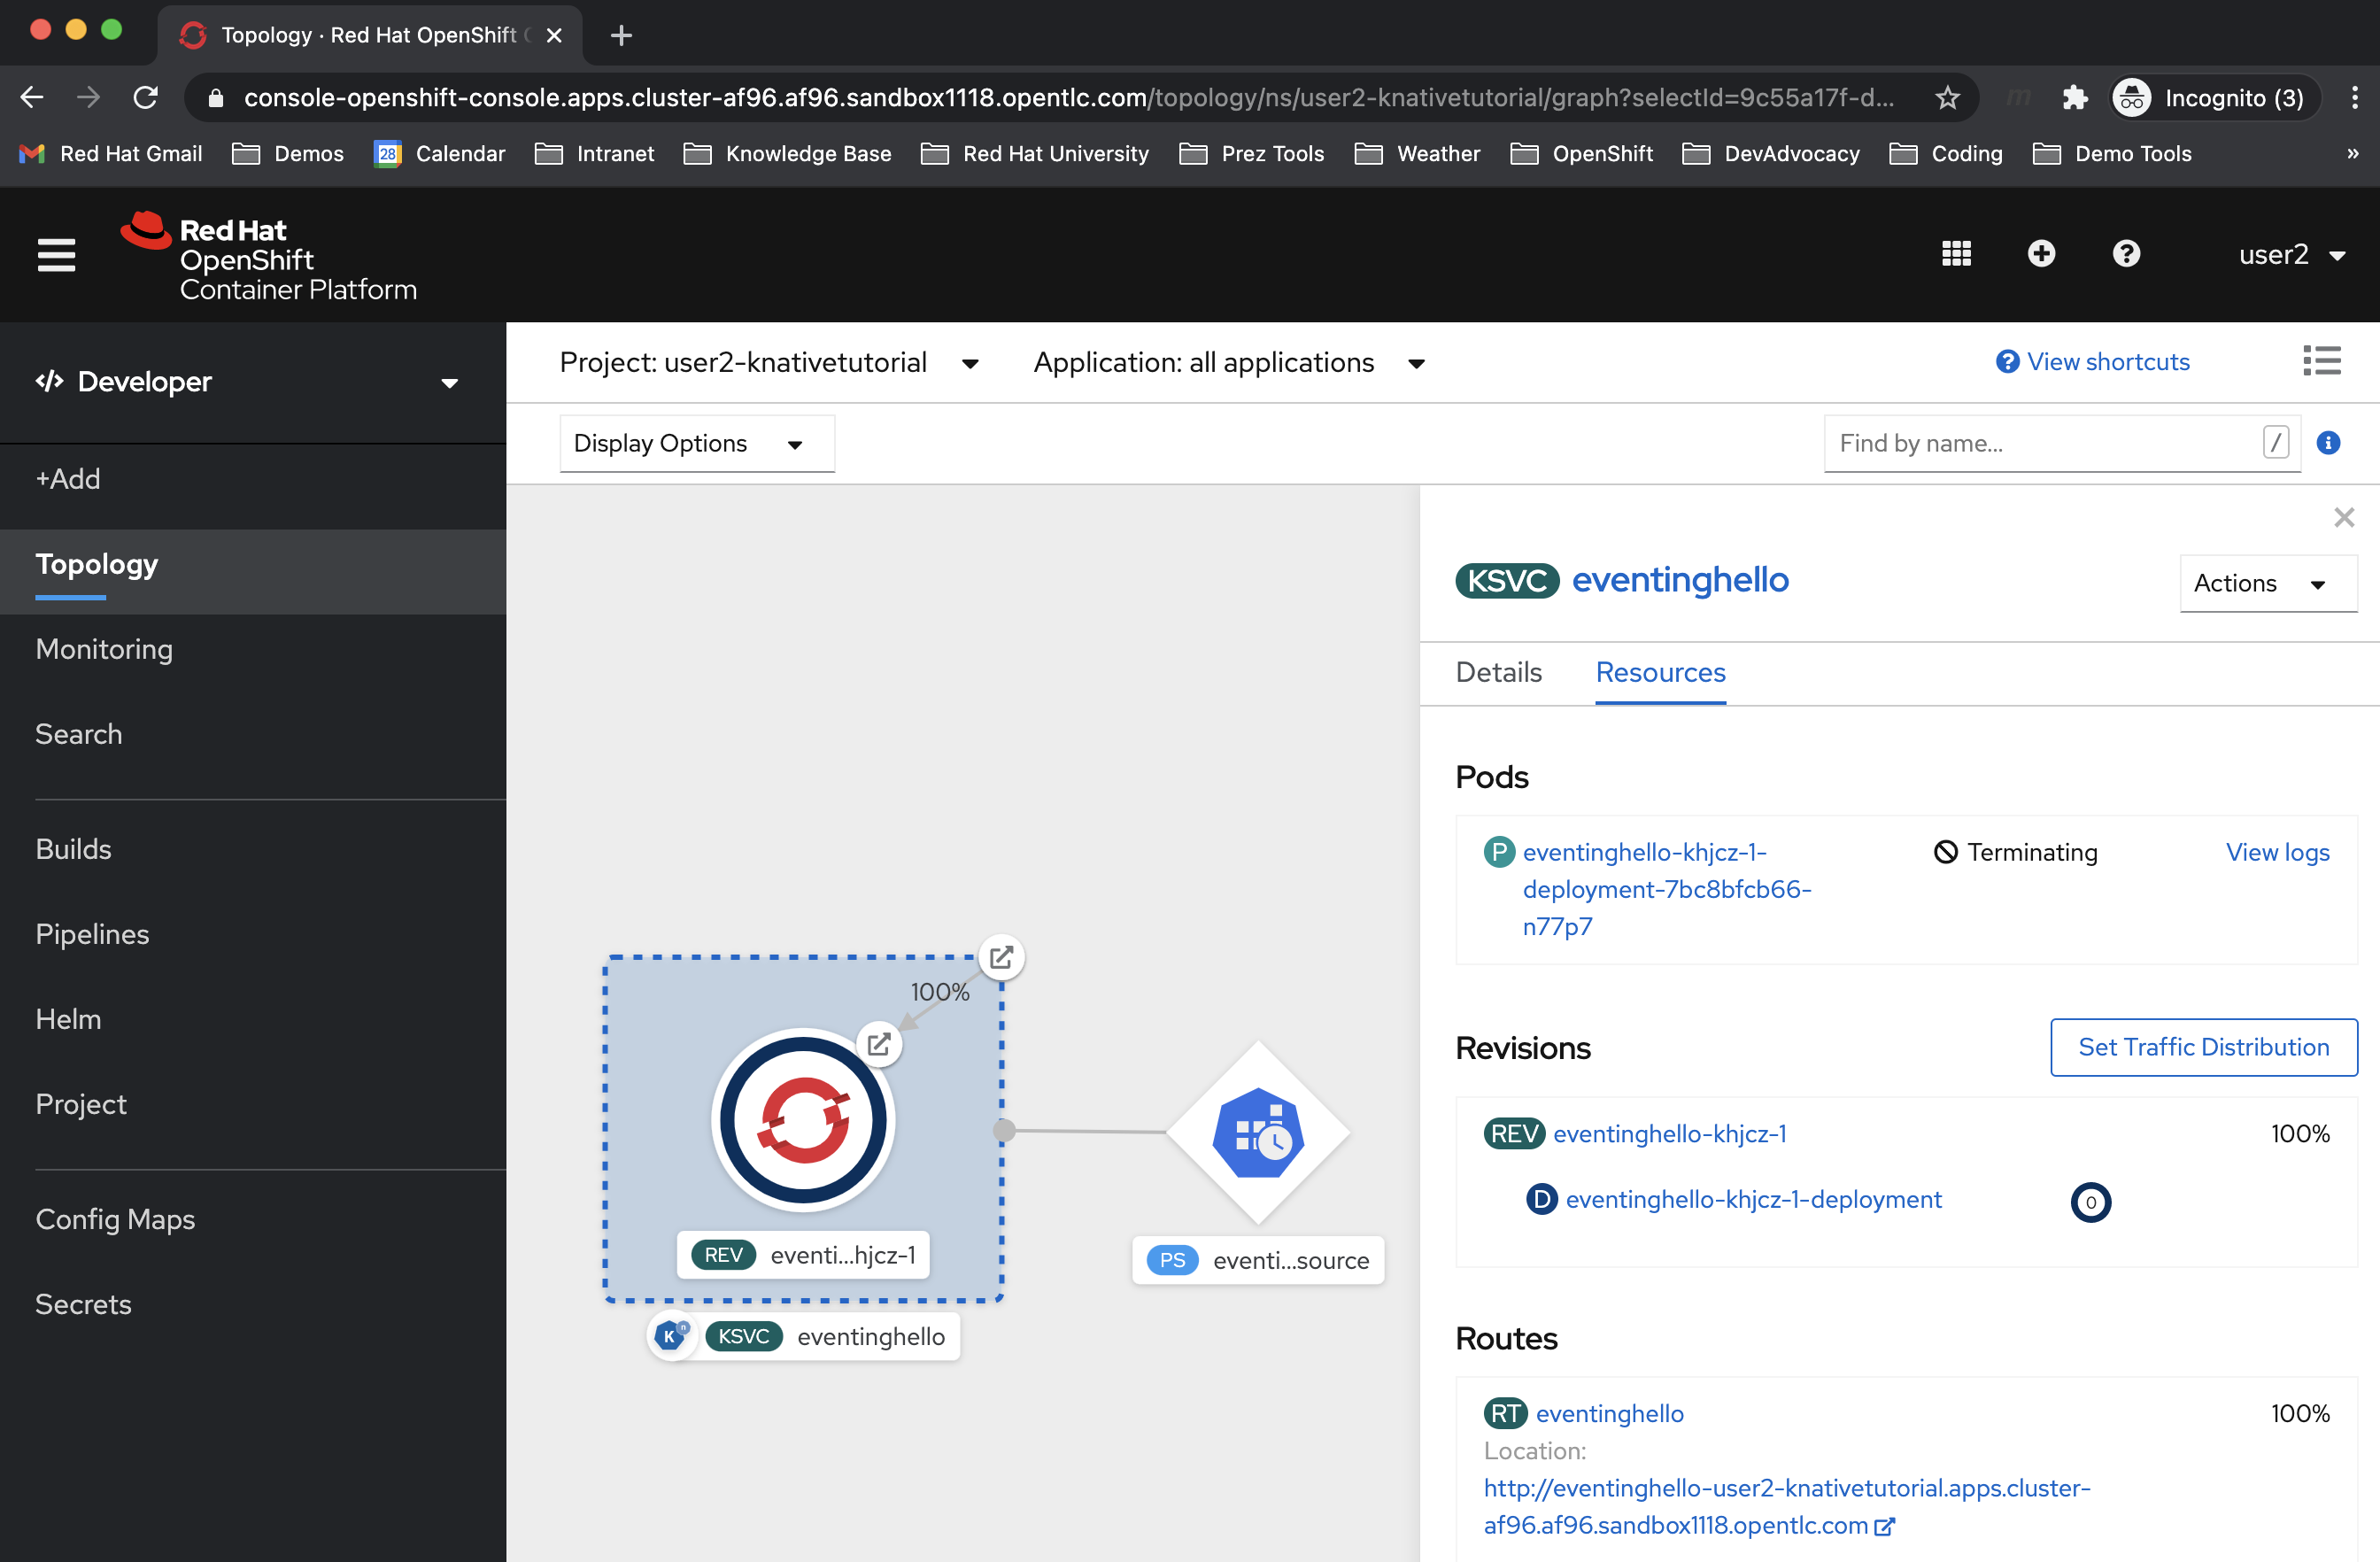 Topology · Red Hat OpenShift
console-openshift-console.apps.cluster-af96.af96.sandbox1118.opentlc.com/topology/ns/user2-knativetutorial/graph?selectId=9c55a17f-d...
Incognito (3)
Red Hat Gmail
Demos
28
Calendar
Intranet
Knowledge Base
Red Hat University
Prez Tools
Weather
OpenShift
DevAdvocacy
Coding
Demo Tools
»
Red Hat
OpenShift
Container Platform
user2
</> Developer
+Add
Topology
Monitoring
Search
Builds
Pipelines
Helm
Project
Config Maps
Secrets
Project: user2-knativetutorial
Application: all applications
View shortcuts
Display Options
Find by name...
/
100%
REV eventi...hjcz-1
K n KSVC eventinghello
PS eventi...source
KSVC eventinghello
Actions
Details
Resources
Pods
P eventinghello-khjcz-1-
deployment-7bc8bfcb66-
n77p7
Terminating
View logs
Revisions
Set Traffic Distribution
REV eventinghello-khjcz-1
100%
D eventinghello-khjcz-1-deployment
0
Routes
RT eventinghello
100%
Location:
http://eventinghello-user2-knativetutorial.apps.cluster-
af96.af96.sandbox1118.opentlc.com